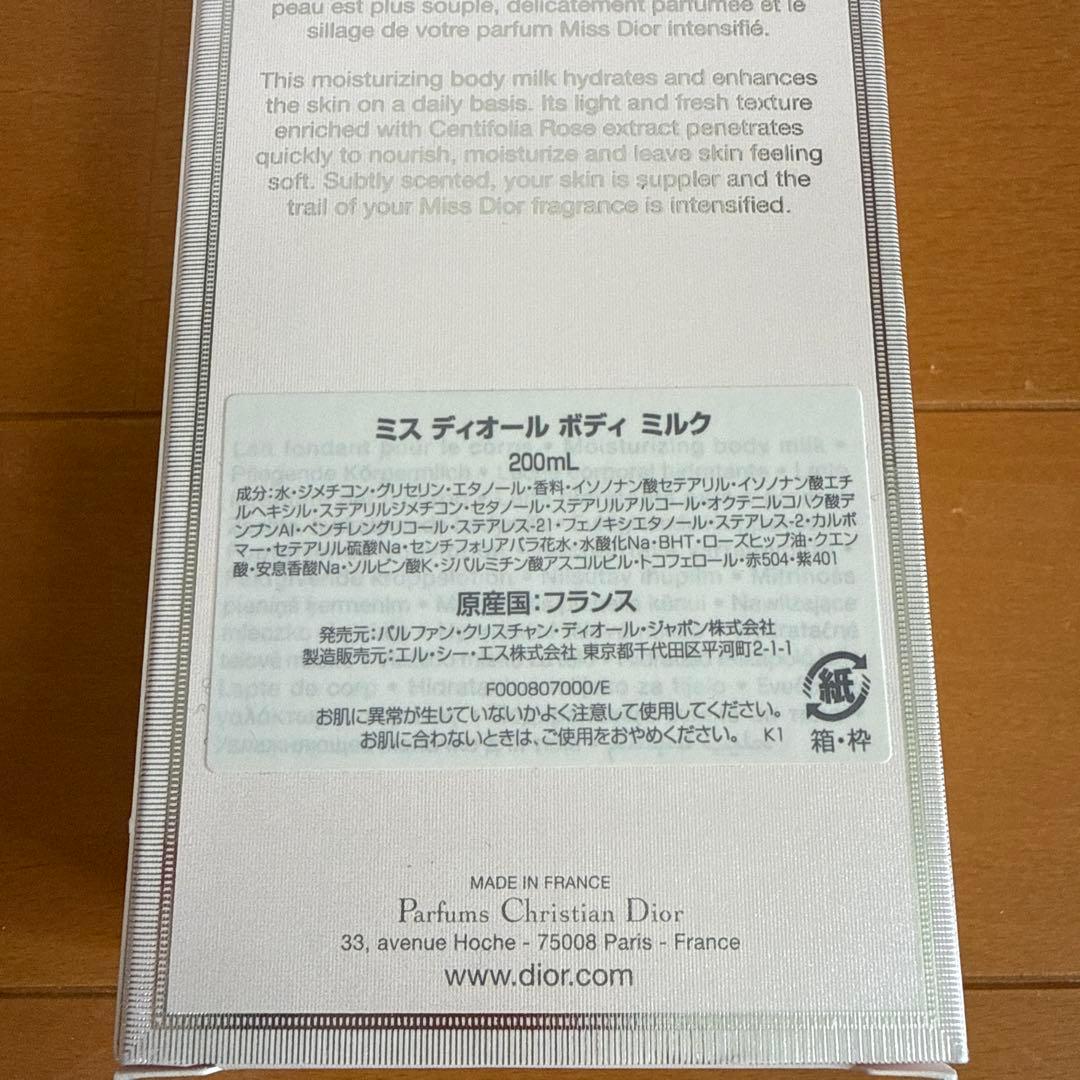 peau est plus souple, délicatement parfumée et le
sillage de votre parfum Miss Dior intensifié.
This moisturizing body milk hydrates and enhances
the skin on a daily basis. Its light and fresh texture
enriched with Centifolia Rose extract penetrates
quickly to nourish, moisturize and leave skin feeling
soft. Subtly scented, your skin is suppler and the
trail of your Miss Dior fragrance is intensified.
ミス ディオール ボディ ミルク
200mL
成分:水・ジメチコン・グリセリン・エタノール・香料・イソノナン酸セテアリル・イソノナン酸エチ
ルヘキシル・ステアリルジメチコン・セタノール・ステアリルアルコール・オクテニルコハク酸デ
ンプンAl・ペンチレングリコール・ステアレス-21・フェノキシエタノール・ステアレス-2・カルボ
マー・セテアリル硫酸Na・センチフォリアバラ花水・水酸化Na・BHT・ローズヒップ油・クエン
酸・安息香酸Na・ソルビン酸K・ジパルミチン酸アスコルビル・トコフェロール・赤504・紫401
原産国:フランス
発売元:パルファン・クリスチャン・ディオール・ジャポン株式会社
製造販売元:エル・シー・エス株式会社 東京都千代田区平河町2-1-1
F000807000/E
お肌に異常が生じていないかよく注意して使用してください。
お肌に合わないときは、ご使用をおやめください。 K1
紙
箱・枠
MADE IN FRANCE
Parfums Christian Dior
33, avenue Hoche - 75008 Paris - France
www.dior.com